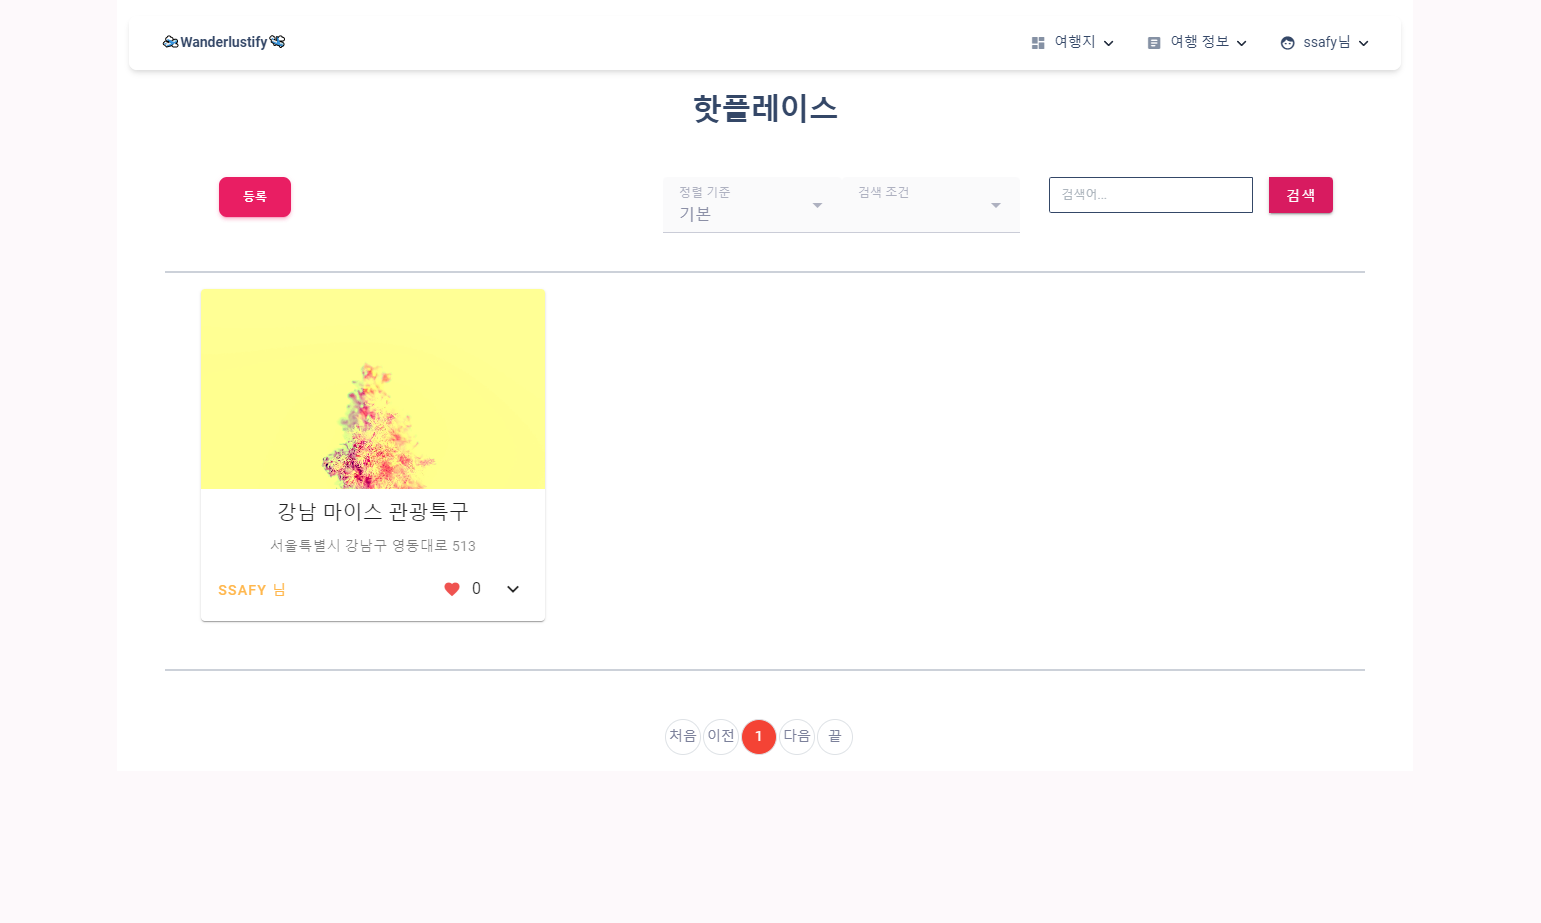 Wanderlustify
여행지
여행 정보
ssafy님
핫플레이스
등록
정렬 기준
기본
검색 조건
검색어...
검색
강남 마이스 관광특구
서울특별시 강남구 영동대로 513
SSAFY 님
0
처음
이전
1
다음
끝